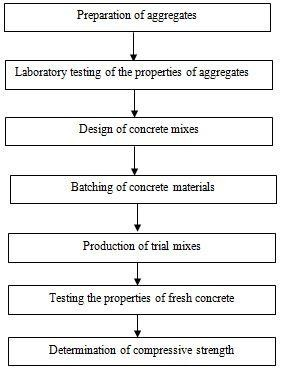 Preparation of aggregates
Laboratory testing of the properties of aggregates
Design of concrete mixes
Batching of concrete materials
Production of trial mixes
Testing the properties of fresh concrete
Determination of compressive strength